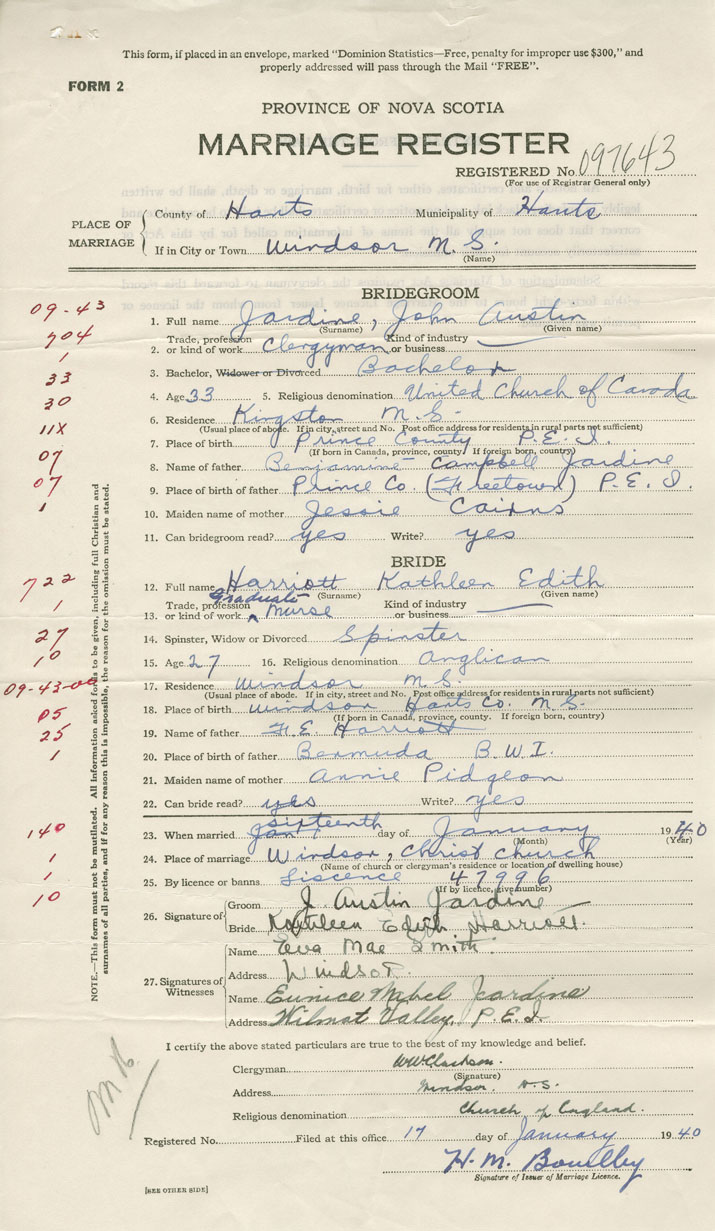 This form, if placed in an envelope, marked "Dominion Statistics—Free, penalty for improper use $300," and
properly addressed will pass through the Mail "FREE".
FORM 2
PROVINCE OF NOVA SCOTIA
MARRIAGE REGISTER
REGISTERED No. 097643
(For use of Registrar General only)
PLACE OF MARRIAGE
County of Hants Municipality of Hants
If in City or Town Windsor N.S.
(Name)
BRIDEGROOM
09-43
1. Full name Jardine, John Austin
(Surname) (Given name)
704
Trade, profession Kind of industry
2. or kind of work Clergyman or business
1
3. Bachelor, Widower or Divorced Bachelor
33
4. Age 33 5. Religious denomination United Church of Canada
30
6. Residence Kingston N.S.
(Usual place of abode. If in city, street and No. Post office address for residents in rural parts not sufficient)
11X
7. Place of birth Prince County P.E.I.
(If born in Canada, province, county If foreign born, country)
07
8. Name of father Benjamine Campbell Jardine
07
9. Place of birth of father Prince Co. (Freetown) P.E.I.
1
10. Maiden name of mother Jessie Cairns
11. Can bridegroom read? yes Write? yes
BRIDE
722
12. Full name Harriott Kathleen Edith
(Surname) (Given name)
Graduate
1
Trade, profession Kind of industry
13. or kind of work Nurse or business
27
14. Spinster, Widow or Divorced Spinster
10
15. Age 27 16. Religious denomination Anglican
09-43-00
17. Residence Windsor N.S.
(Usual place of abode. If in city, street and No. Post office address for residents in rural parts not sufficient)
05
18. Place of birth Windsor Hants Co. N.S.
(If born in Canada, province, county. If foreign born, country)
25
19. Name of father F.E. Harriott
1
20. Place of birth of father Bermuda B.W.I.
21. Maiden name of mother Annie Pidgeon
22. Can bride read? yes Write? yes
sixteenth
140
23. When married day of January 1940
(Month) (Year)
1
24. Place of marriage Windsor, Christ Church
(Name of church or clergyman's residence or location of dwelling house)
1
25. By licence or banns Liscence 47996
(If by licence, give number)
10
26. Signature of
Groom J. Austin Jardine
Bride Kathleen Edith Harriott.
27. Signatures of Witnesses
Name Eva Mae Smith.
Address Windsor.
Name Eunice Mabel Jardine
Address Wilmot Valley, P.E.I.
NOTE.—This form must not be mutilated. All Information asked for is to be given, including full Christian and
surnames of all parties, and if for any reason this is impossible, the reason for the omission must be stated.
I certify the above stated particulars are true to the best of my knowledge and belief.
Clergyman WW Clarkson.
(Signature)
Address Windsor. N.S.
Religious denomination Church of England.
Registered No. Filed at this office 17 day of January 1940
Signature of Issuer of Marriage Licence.
[SEE OTHER SIDE]